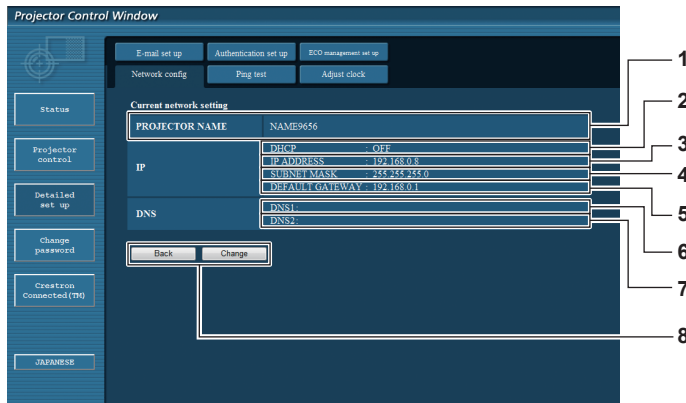 Projector Control Window
E-mail set up
Authentication set up
ECO management set up
Network config
Ping test
Adjust clock
Status
Projector
control
Detailed
set up
Change
password
Crestron
Connected(TM)
JAPANESE
Current network setting
PROJECTOR NAME NAME9656
IP
DHCP : OFF
IP ADDRESS : 192.168.0.8
SUBNET MASK : 255.255.255.0
DEFAULT GATEWAY : 192.168.0.1
DNS
DNS1:
DNS2:
Back Change
1
2
3
4
5
6
7
8